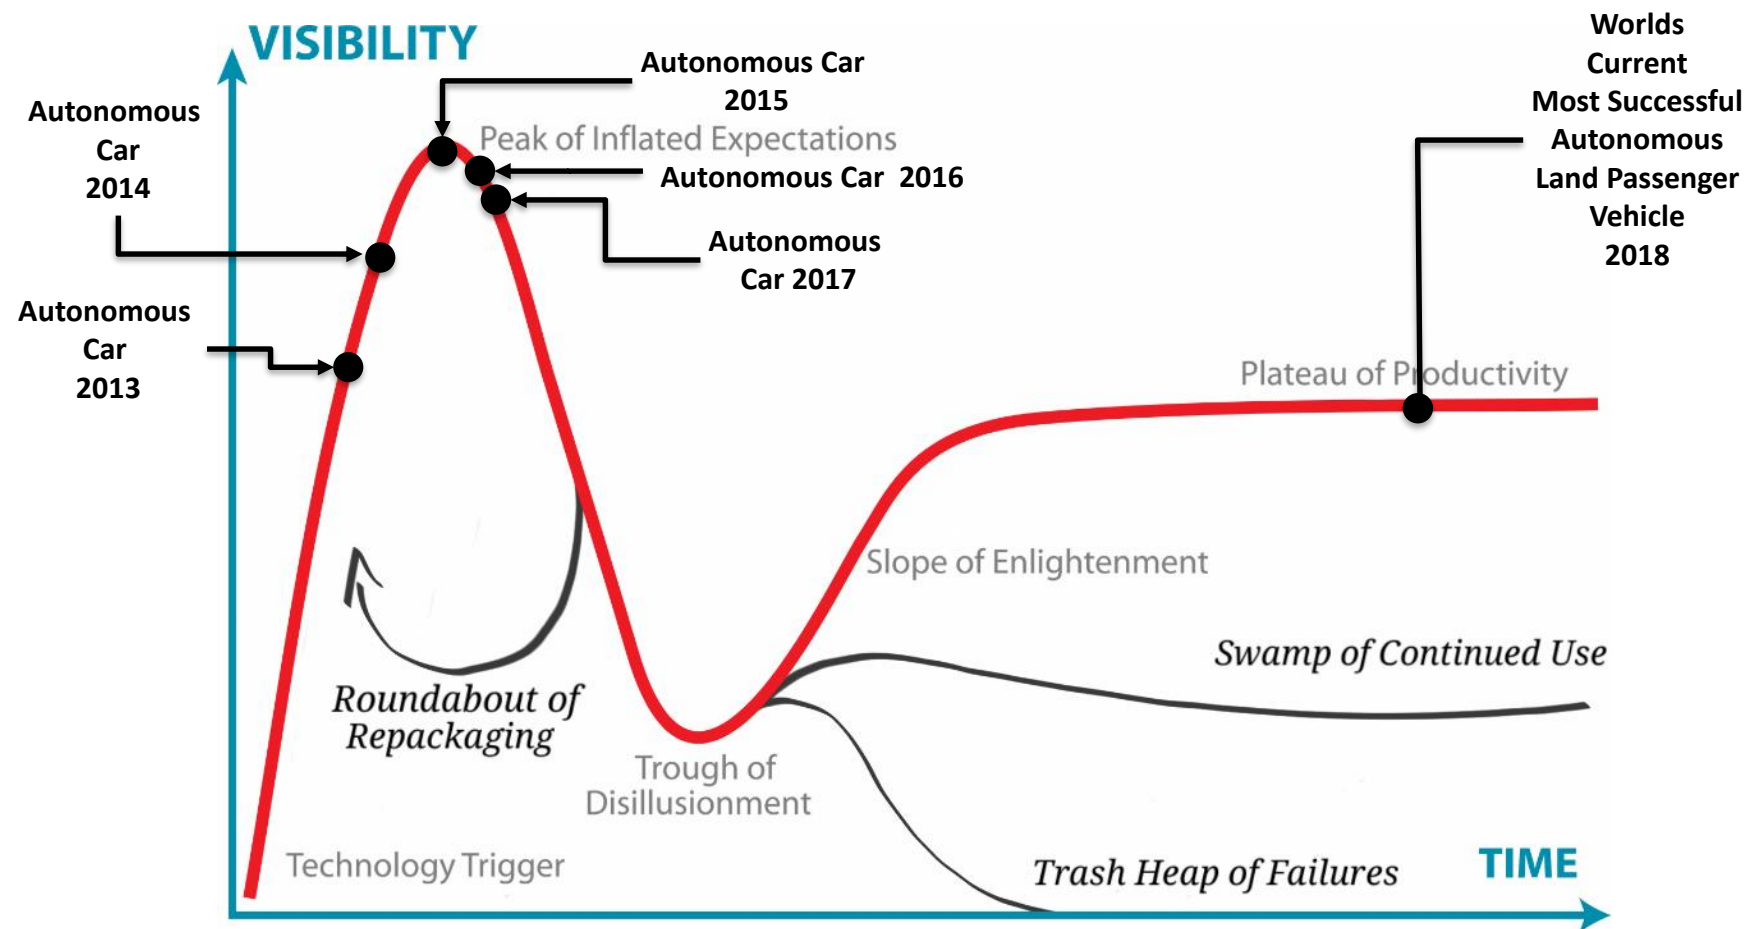 VISIBILITY
Autonomous Car
2015
Worlds
Current
Most Successful
Autonomous
Land Passenger
Vehicle
2018
Autonomous
Car
2014
Peak of Inflated Expectations
Autonomous Car 2016
Autonomous
Car 2017
Autonomous
Car
2013
Plateau of Productivity
Slope of Enlightenment
Swamp of Continued Use
Roundabout of
Repackaging
Trough of
Disillusionment
Technology Trigger
Trash Heap of Failures
TIME